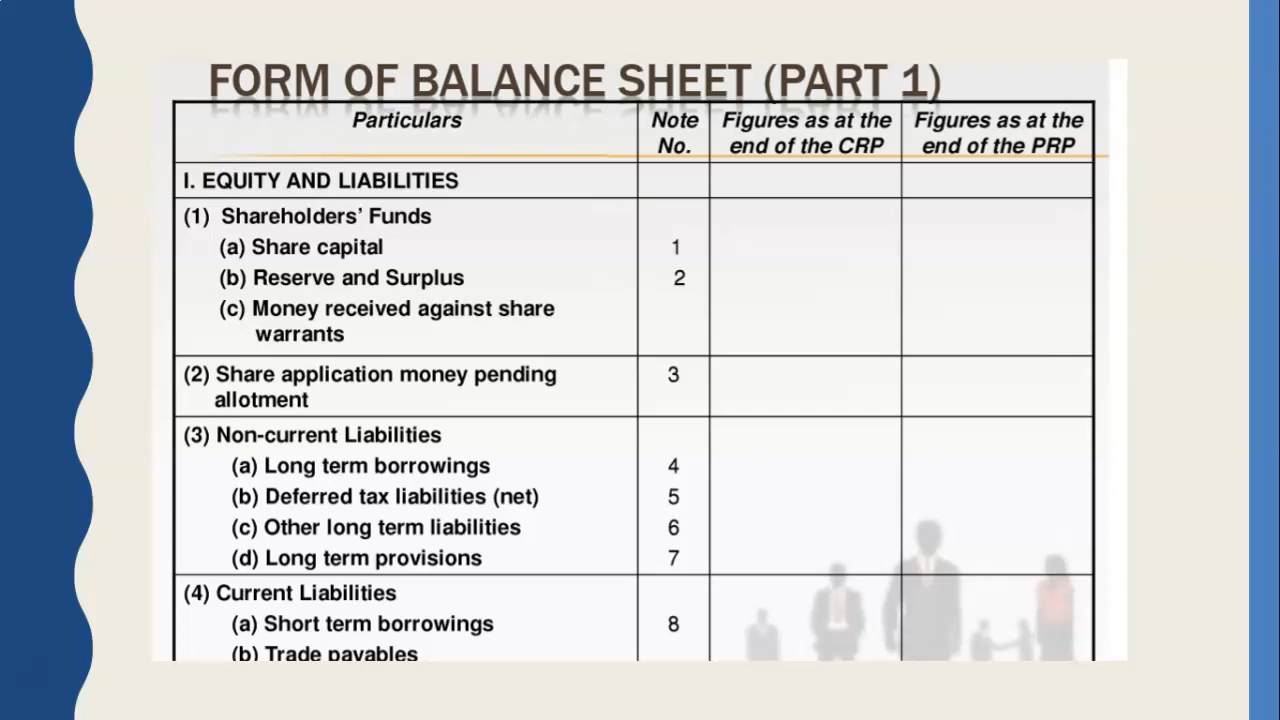 FORM OF BALANCE SHEET (PART 1)
Particulars Note No. Figures as at the end of the CRP Figures as at the end of the PRP
I. EQUITY AND LIABILITIES
(1) Shareholders’ Funds
(a) Share capital 1
(b) Reserve and Surplus 2
(c) Money received against share
warrants
(2) Share application money pending 3
allotment
(3) Non-current Liabilities
(a) Long term borrowings 4
(b) Deferred tax liabilities (net) 5
(c) Other long term liabilities 6
(d) Long term provisions 7
(4) Current Liabilities
(a) Short term borrowings 8
(b) Trade payables